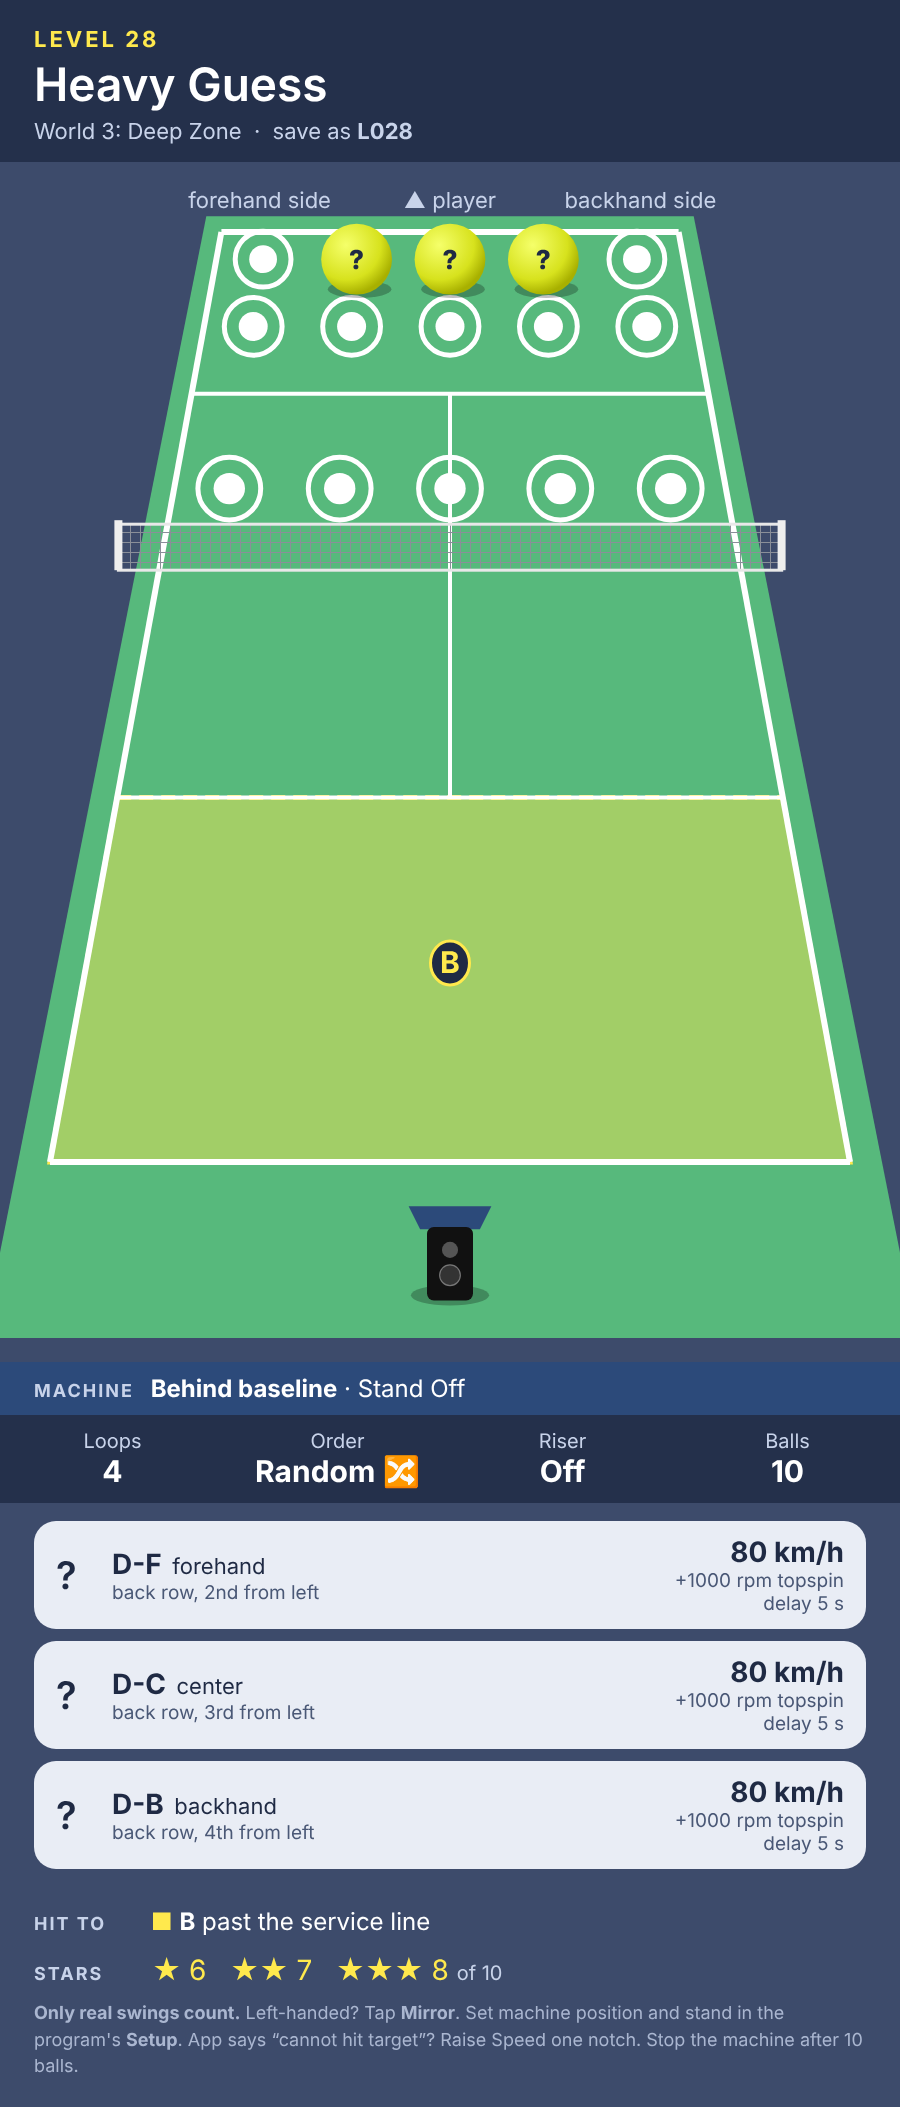 LEVEL 28
Heavy Guess
World 3: Deep Zone · save as L028
forehand side ▲ player backhand side
? ? ?
B
MACHINE Behind baseline · Stand Off
Loops Order Riser Balls
4 Random 🔀 Off 10
? D-F forehand 80 km/h
back row, 2nd from left +1000 rpm topspin
delay 5 s
? D-C center 80 km/h
back row, 3rd from left +1000 rpm topspin
delay 5 s
? D-B backhand 80 km/h
back row, 4th from left +1000 rpm topspin
delay 5 s
HIT TO B past the service line
STARS ★ 6 ★★ 7 ★★★ 8 of 10
Only real swings count. Left-handed? Tap Mirror. Set machine position and stand in the
program's Setup. App says “cannot hit target”? Raise Speed one notch. Stop the machine after 10
balls.